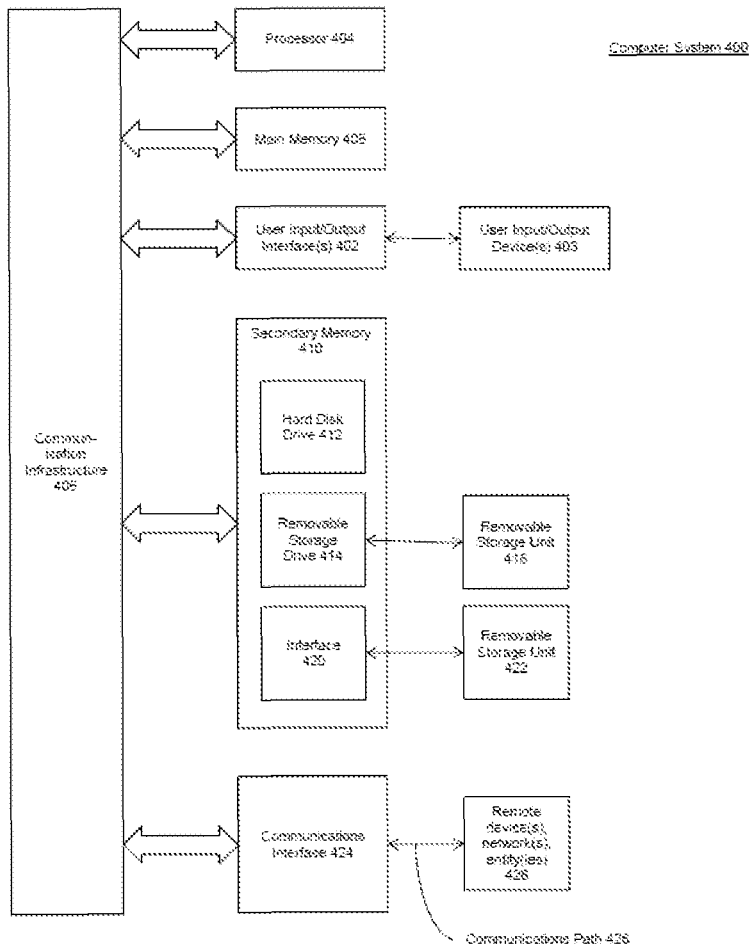 Processor 404
Computer System 400
Main Memory 408
User Input/Output
Interface(s) 402
User Input/Output
Device(s) 403
Secondary Memory
410
Hard Disk
Drive 412
Commun-
ication
Infrastructure
406
Removable
Storage
Drive 414
Removable
Storage Unit
418
Interface
420
Removable
Storage Unit
422
Communications
Interface 424
Remote
device(s),
network(s),
entity(ies)
428
Communications Path 426